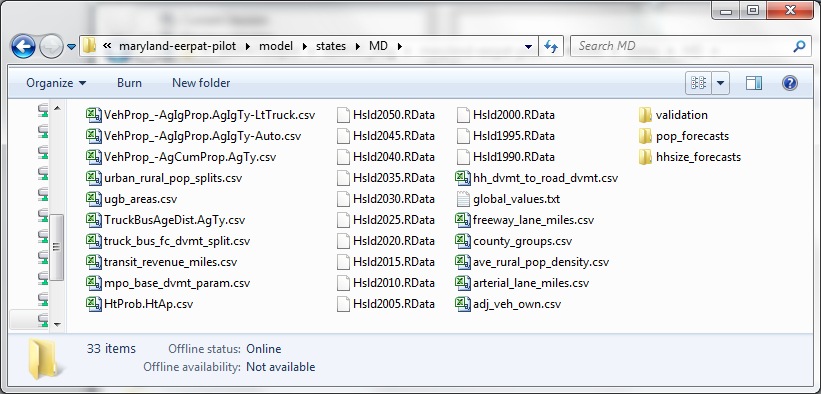 « maryland-eerpat-pilot ▸ model ▸ states ▸ MD ▸ Search MD
Organize Burn New folder
VehProp_-AgIgProp.AgIgTy-LtTruck.csv Hsld2050.RData Hsld2000.RData validation
VehProp_-AgIgProp.AgIgTy-Auto.csv Hsld2045.RData Hsld1995.RData pop_forecasts
VehProp_-AgCumProp.AgTy.csv Hsld2040.RData Hsld1990.RData hhsize_forecasts
urban_rural_pop_splits.csv Hsld2035.RData hh_dvmt_to_road_dvmt.csv
ugb_areas.csv Hsld2030.RData global_values.txt
TruckBusAgeDist.AgTy.csv Hsld2025.RData freeway_lane_miles.csv
truck_bus_fc_dvmt_split.csv Hsld2020.RData county_groups.csv
transit_revenue_miles.csv Hsld2015.RData ave_rural_pop_density.csv
mpo_base_dvmt_param.csv Hsld2010.RData arterial_lane_miles.csv
HtProb.HtAp.csv Hsld2005.RData adj_veh_own.csv
33 items Offline status: Online
Offline availability: Not available